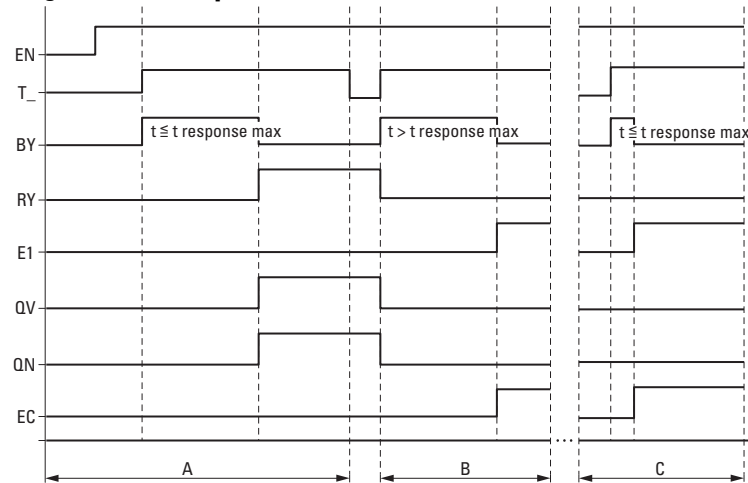 EN
T_
BY
t ≦ t response max
t > t response max
t ≦ t response max
RY
E1
QV
QN
EC
...
A
B
C